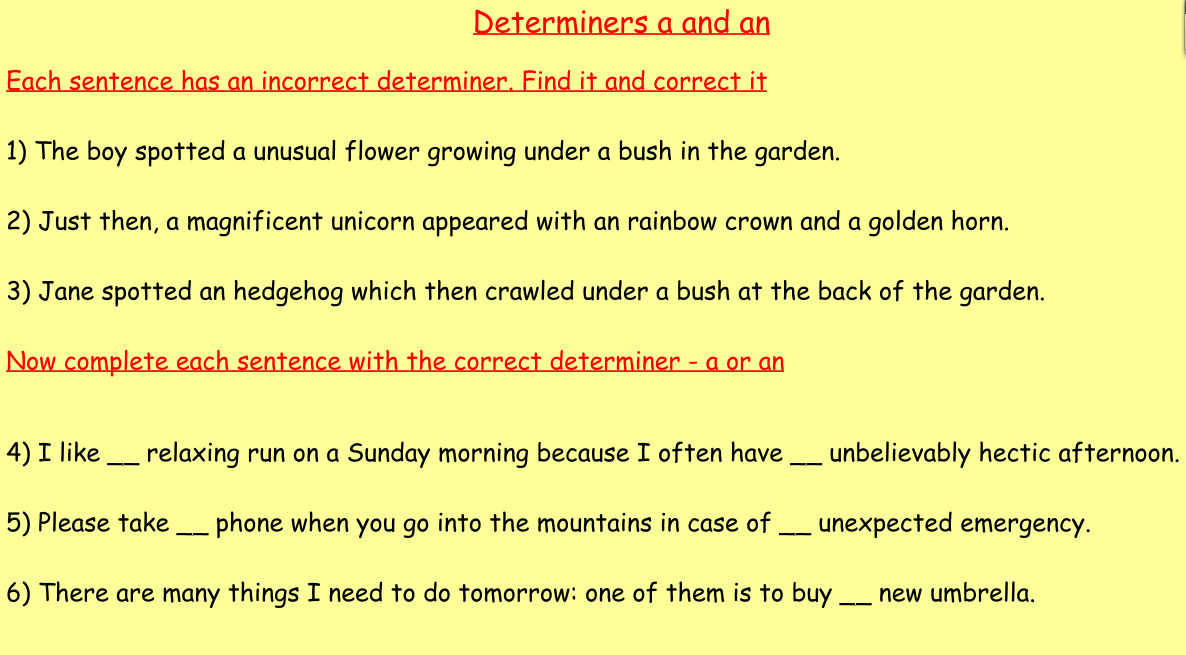 Determiners a and an
Each sentence has an incorrect determiner. Find it and correct it
1) The boy spotted a unusual flower growing under a bush in the garden.
2) Just then, a magnificent unicorn appeared with an rainbow crown and a golden horn.
3) Jane spotted an hedgehog which then crawled under a bush at the back of the garden.
Now complete each sentence with the correct determiner - a or an
4) I like __ relaxing run on a Sunday morning because I often have __ unbelievably hectic afternoon.
5) Please take __ phone when you go into the mountains in case of __ unexpected emergency.
6) There are many things I need to do tomorrow: one of them is to buy __ new umbrella.